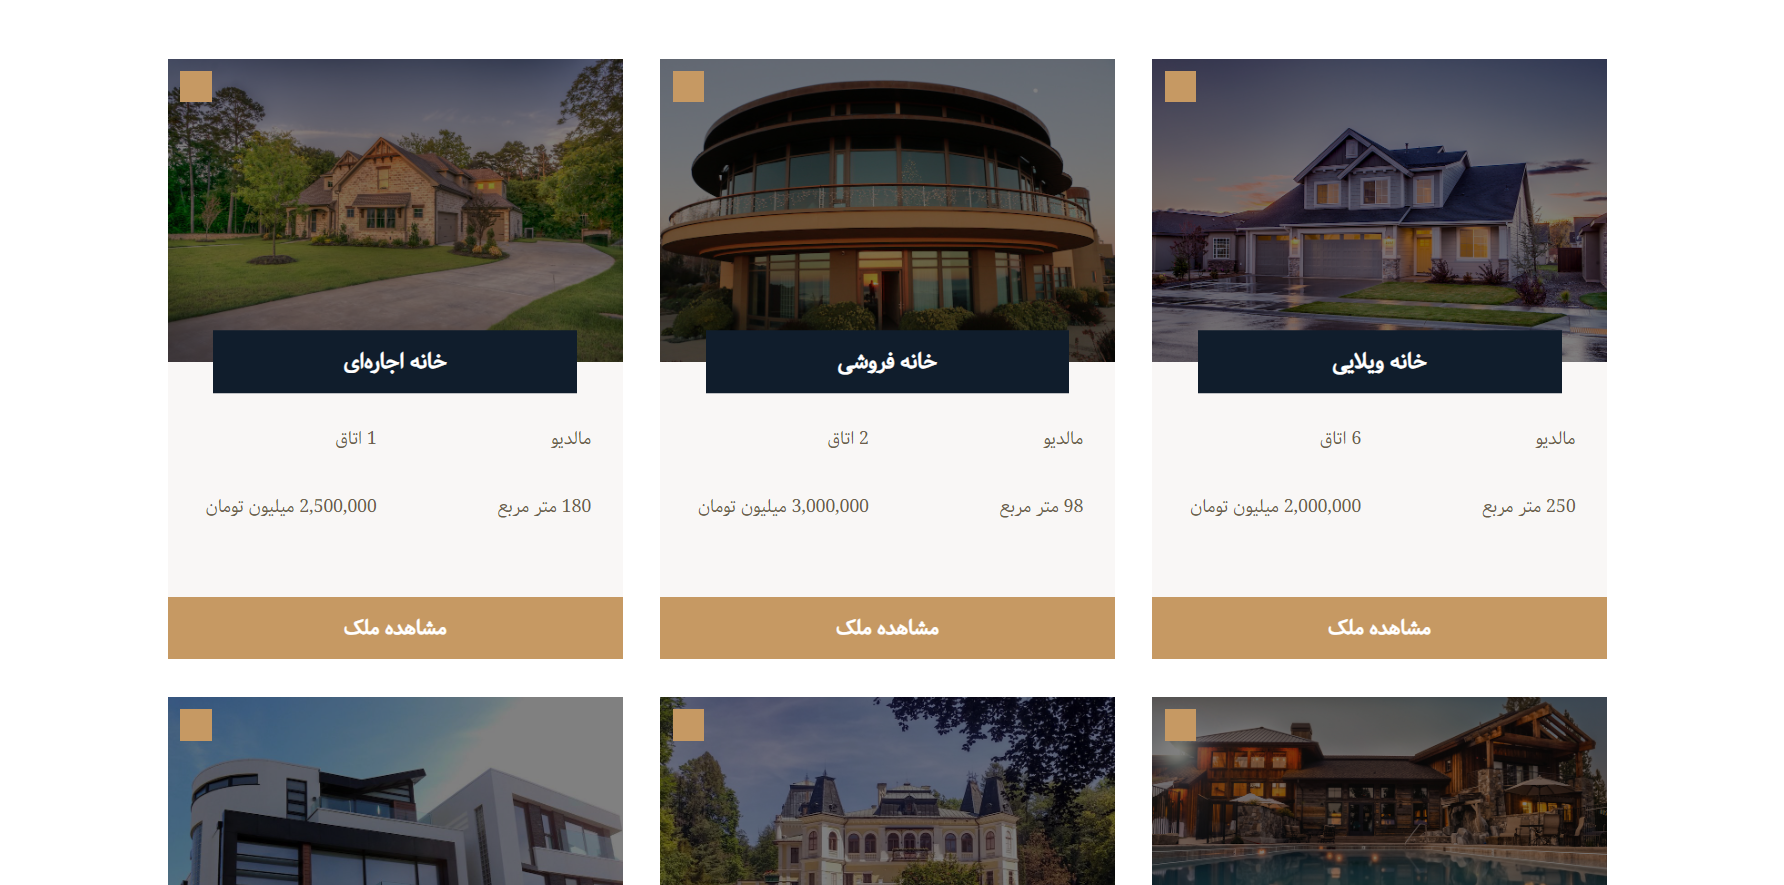 خانه ویلایی
مالدیو
6 اتاق
250 متر مربع
2,000,000 میلیون تومان
مشاهده ملک
خانه فروشی
مالدیو
2 اتاق
98 متر مربع
3,000,000 میلیون تومان
مشاهده ملک
خانه اجاره‌ای
مالدیو
1 اتاق
180 متر مربع
2,500,000 میلیون تومان
مشاهده ملک